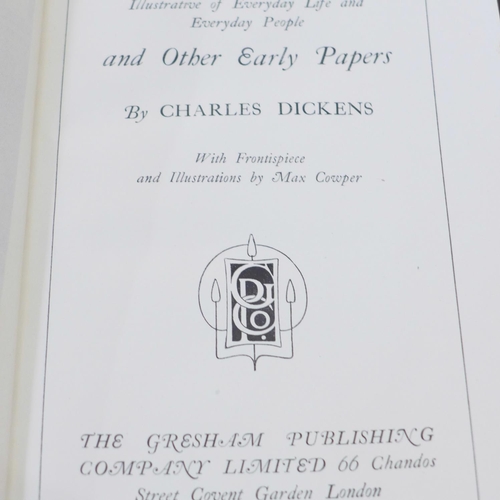 Illustrative of Everyday Life and
Everyday People
and Other Early Papers
By CHARLES DICKENS
With Frontispiece
and Illustrations by Max Cowper
THE GRESHAM PUBLISHING
COMPANY LIMITED 66 Chandos
Street Covent Garden London